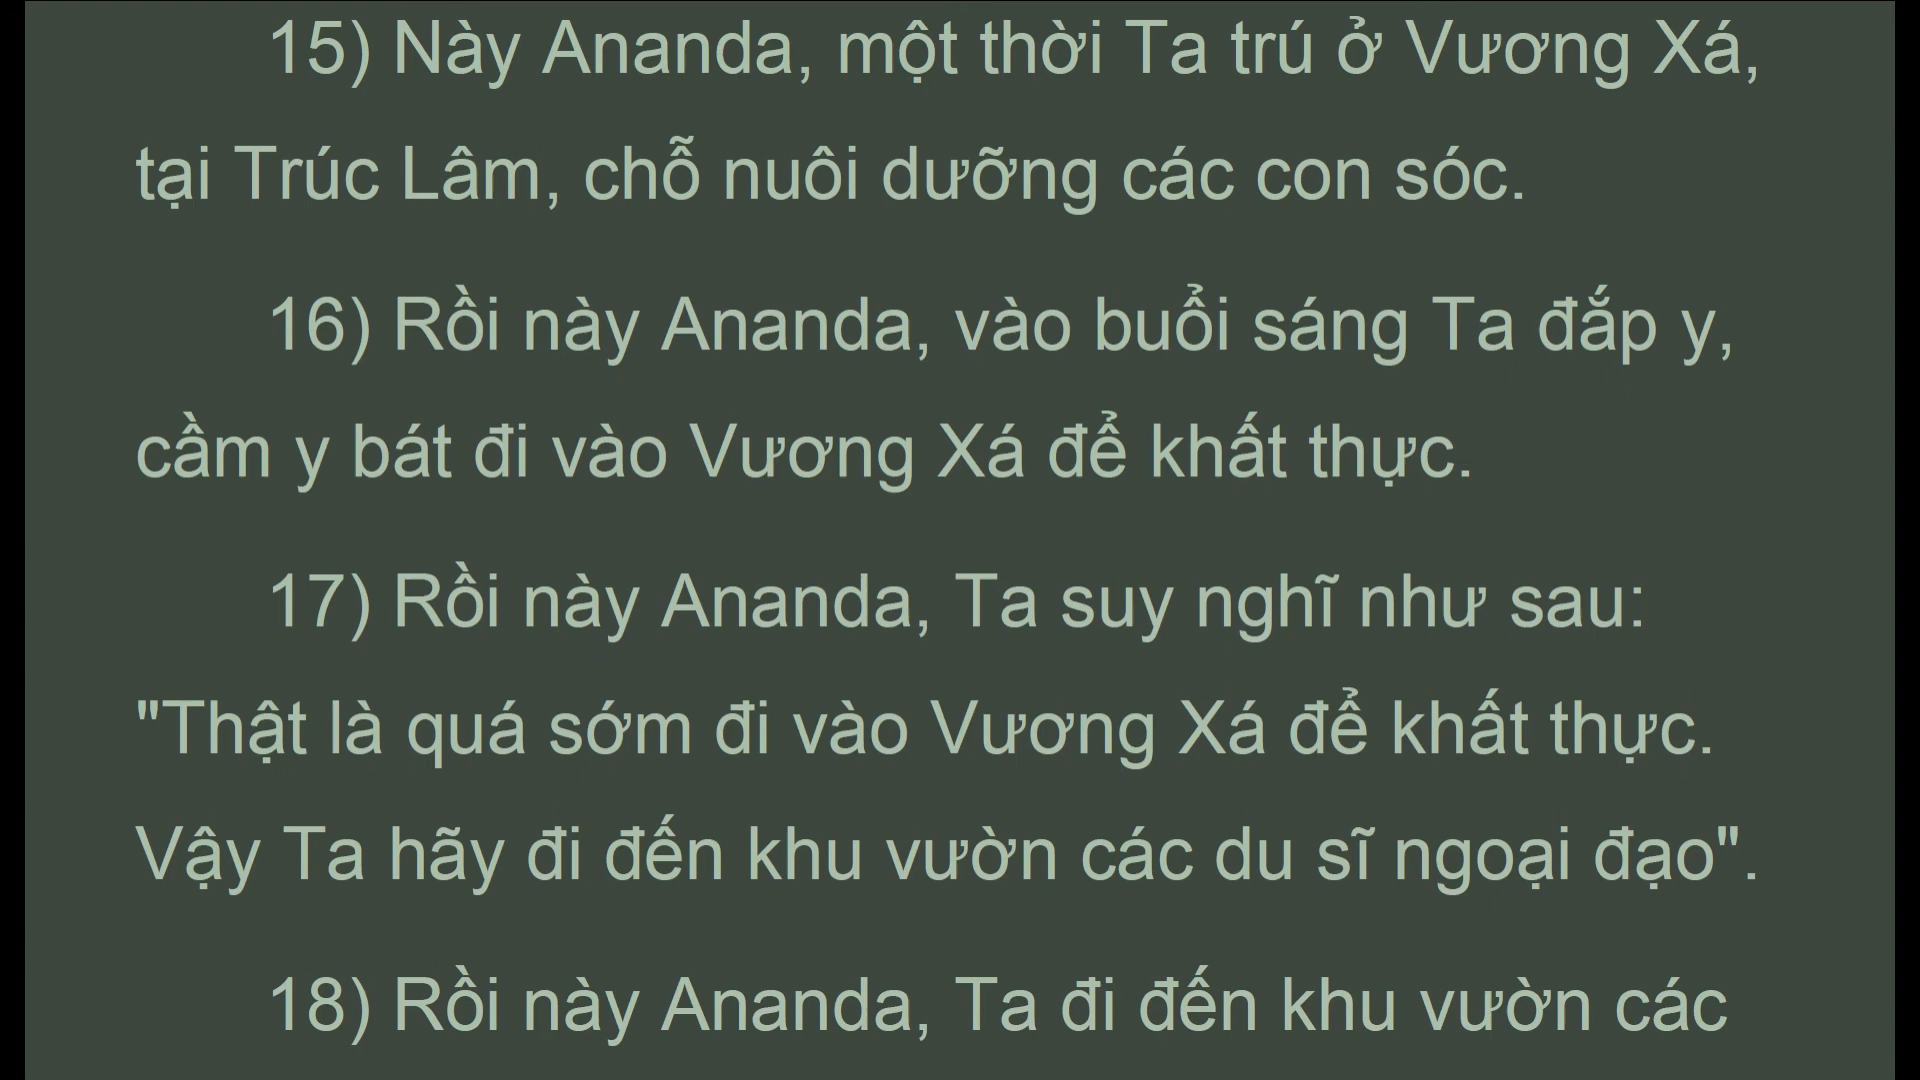 15) Này Ananda, một thời Ta trú ở Vương Xá,
tại Trúc Lâm, chỗ nuôi dưỡng các con sóc.
16) Rồi này Ananda, vào buổi sáng Ta đắp y,
cầm y bát đi vào Vương Xá để khất thực.
17) Rồi này Ananda, Ta suy nghĩ như sau:
"Thật là quá sớm đi vào Vương Xá để khất thực.
Vậy Ta hãy đi đến khu vườn các du sĩ ngoại đạo".
18) Rồi này Ananda, Ta đi đến khu vườn các